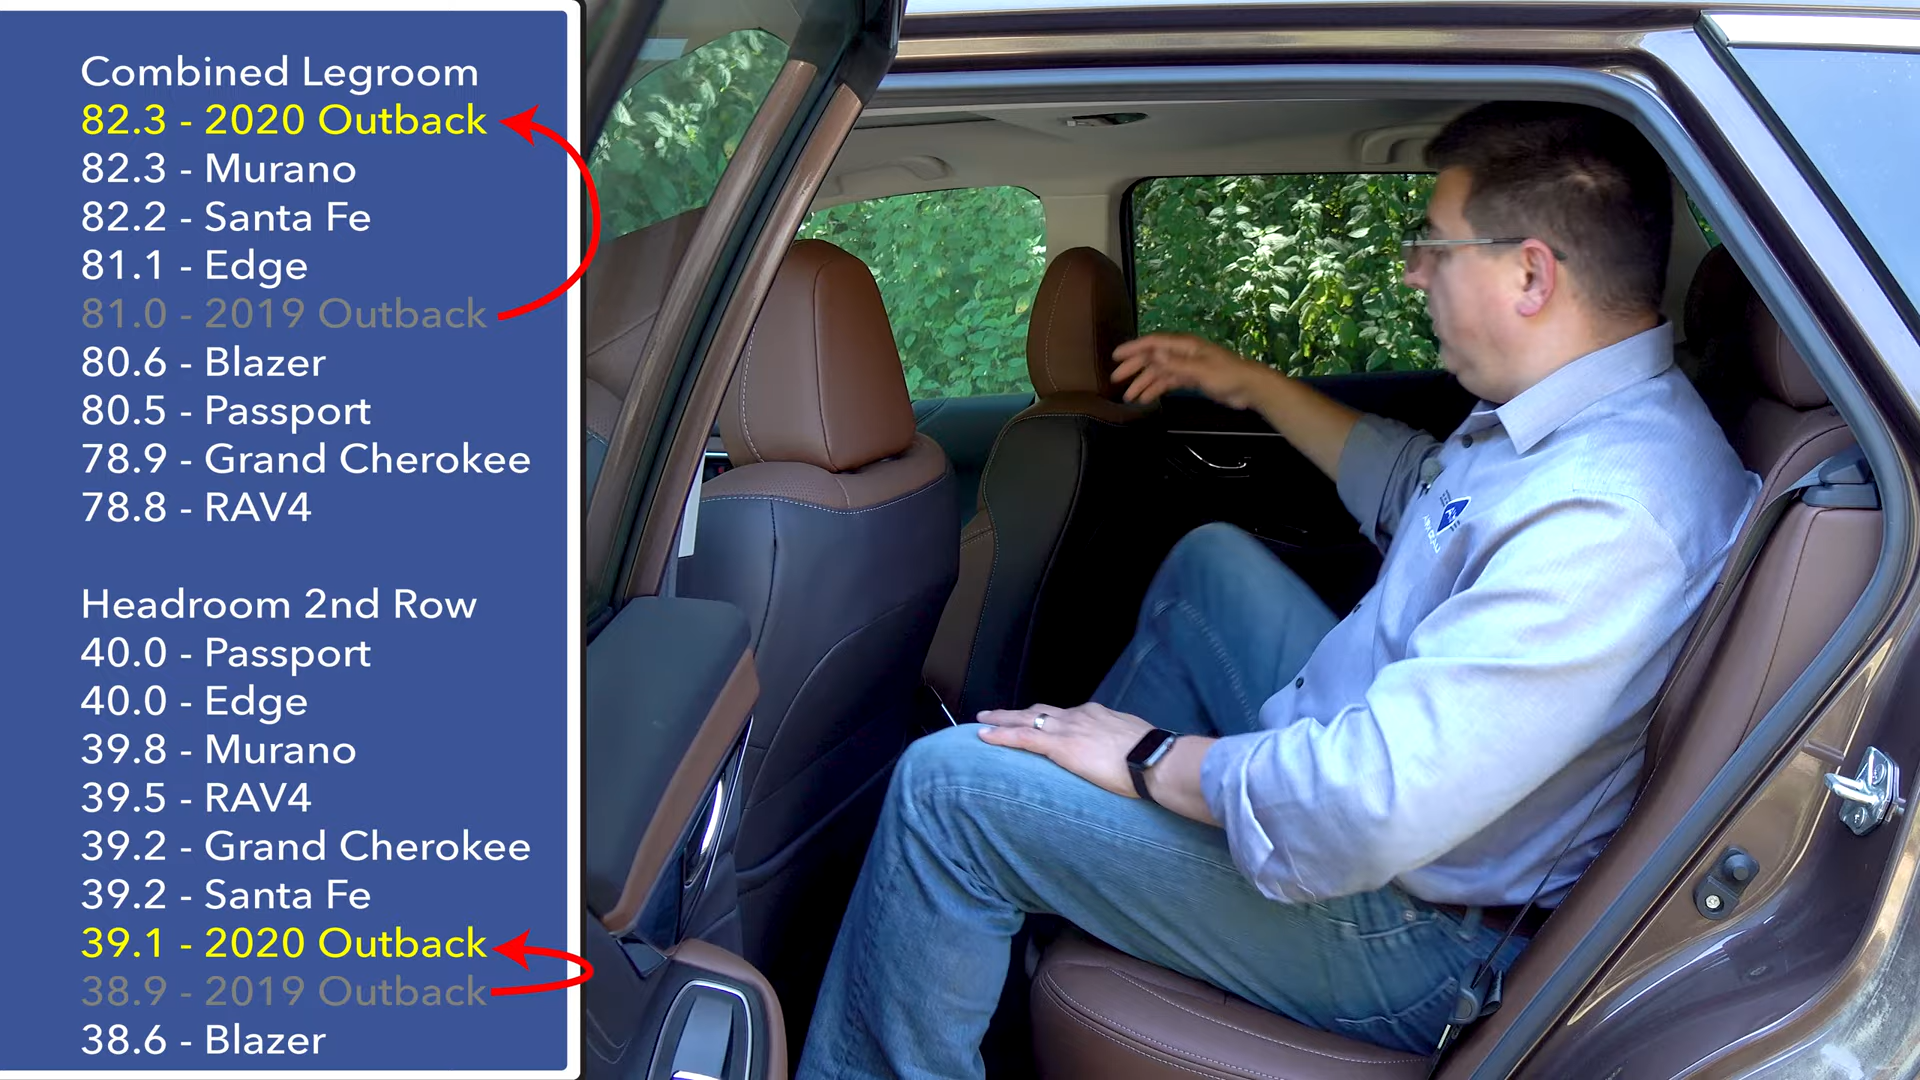 Combined Legroom
82.3 - 2020 Outback
82.3 - Murano
82.2 - Santa Fe
81.1 - Edge
81.0 - 2019 Outback
80.6 - Blazer
80.5 - Passport
78.9 - Grand Cherokee
78.8 - RAV4
Headroom 2nd Row
40.0 - Passport
40.0 - Edge
39.8 - Murano
39.5 - RAV4
39.2 - Grand Cherokee
39.2 - Santa Fe
39.1 - 2020 Outback
38.9 - 2019 Outback
38.6 - Blazer